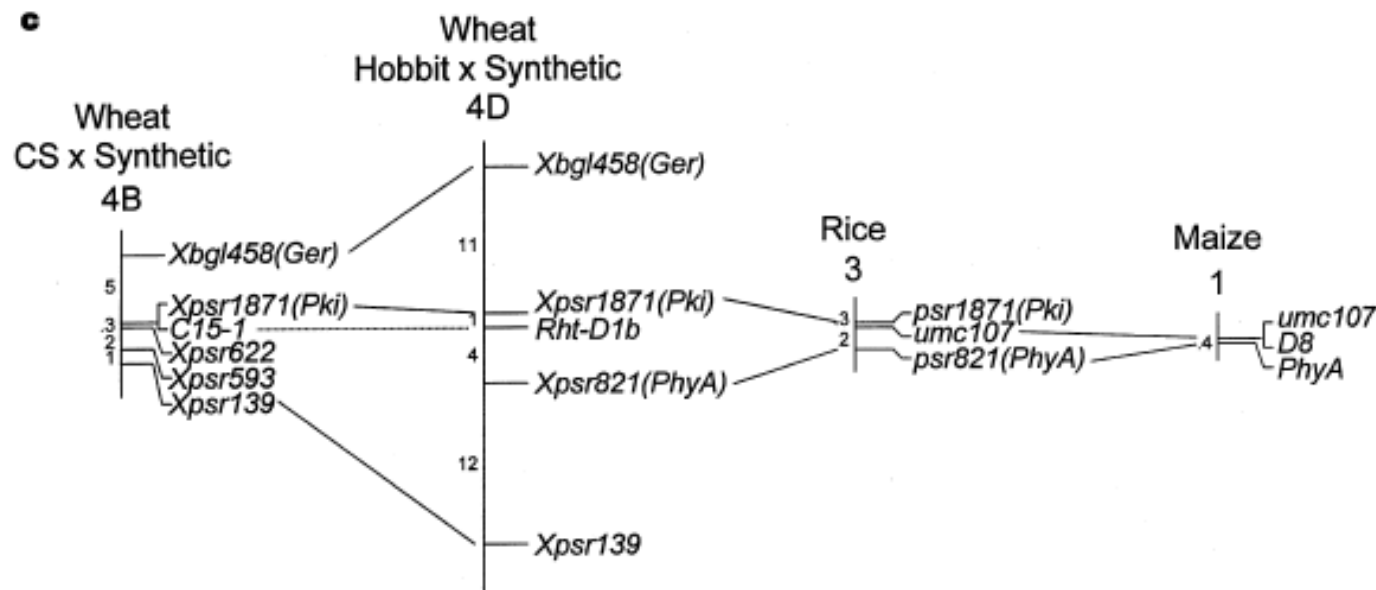 c
Wheat
CS x Synthetic
4B
Xbgl458(Ger)
5
Xpsr1871(Pki)
.3
C15-1
2
Xpsr622
1
Xpsr593
Xpsr139
Wheat
Hobbit x Synthetic
4D
Xbgl458(Ger)
11
Xpsr1871(Pki)
1
Rht-D1b
4
Xpsr821(PhyA)
12
Xpsr139
Rice
3
psr1871(Pki)
3
umc107
2
psr821(PhyA)
Maize
1
umc107
.4
D8
PhyA